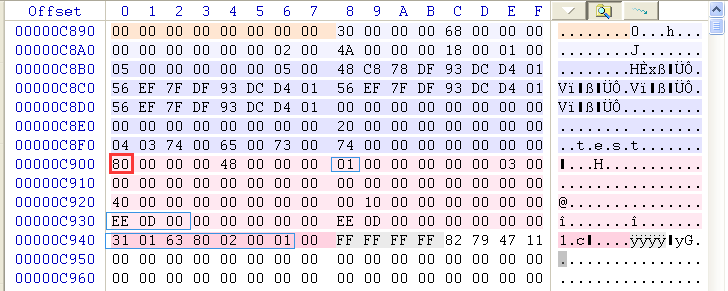 Offset 0 1 2 3 4 5 6 7 8 9 A B C D E F
00000C890 00 00 00 00 00 00 00 00 30 00 00 00 68 00 00 00 ........0...h...
00000C8A0 00 00 00 00 00 00 02 00 4A 00 00 00 18 00 01 00 ........J.......
00000C8B0 05 00 00 00 00 00 05 00 48 C8 78 DF 93 DC D4 01 ........HÈxß▮ÜÔ.
00000C8C0 56 EF 7F DF 93 DC D4 01 56 EF 7F DF 93 DC D4 01 Vï▮ß▮ÜÔ.Vï▮ß▮ÜÔ.
00000C8D0 56 EF 7F DF 93 DC D4 01 00 00 00 00 00 00 00 00 Vï▮ß▮ÜÔ.........
00000C8E0 00 00 00 00 00 00 00 00 20 00 00 00 00 00 00 00 ........ .......
00000C8F0 04 03 74 00 65 00 73 00 74 00 00 00 00 00 00 00 ..t.e.s.t.......
00000C900 80 00 00 00 48 00 00 00 01 00 00 00 00 00 03 00 ▮...H...........
00000C910 00 00 00 00 00 00 00 00 00 00 00 00 00 00 00 00 ................
00000C920 40 00 00 00 00 00 00 00 00 10 00 00 00 00 00 00 @...............
00000C930 EE 0D 00 00 00 00 00 00 EE 0D 00 00 00 00 00 00 î.......î.......
00000C940 31 01 63 80 02 00 01 00 FF FF FF FF 82 79 47 11 1.c▮....ÿÿÿÿ▮yG.
00000C950 00 00 00 00 00 00 00 00 00 00 00 00 00 00 00 00 ................
00000C960 00 00 00 00 00 00 00 00 00 00 00 00 00 00 00 00 ................